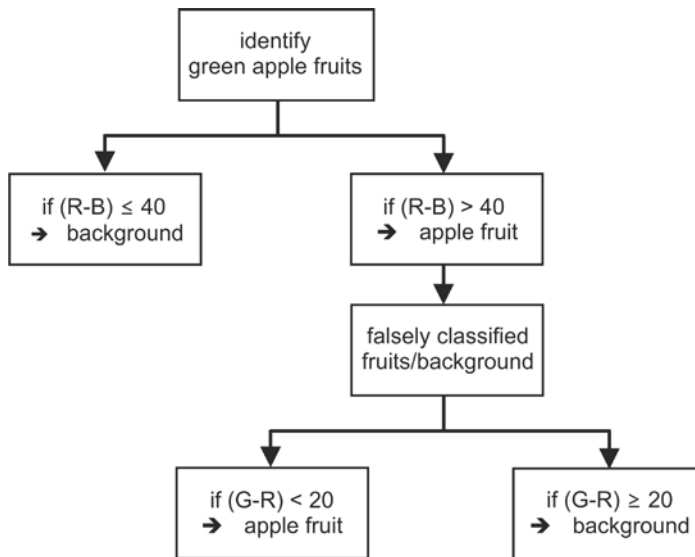 identify
green apple fruits
if (R-B) ≤ 40
➔ background
if (R-B) > 40
➔ apple fruit
falsely classified
fruits/background
if (G-R) < 20
➔ apple fruit
if (G-R) ≥ 20
➔ background